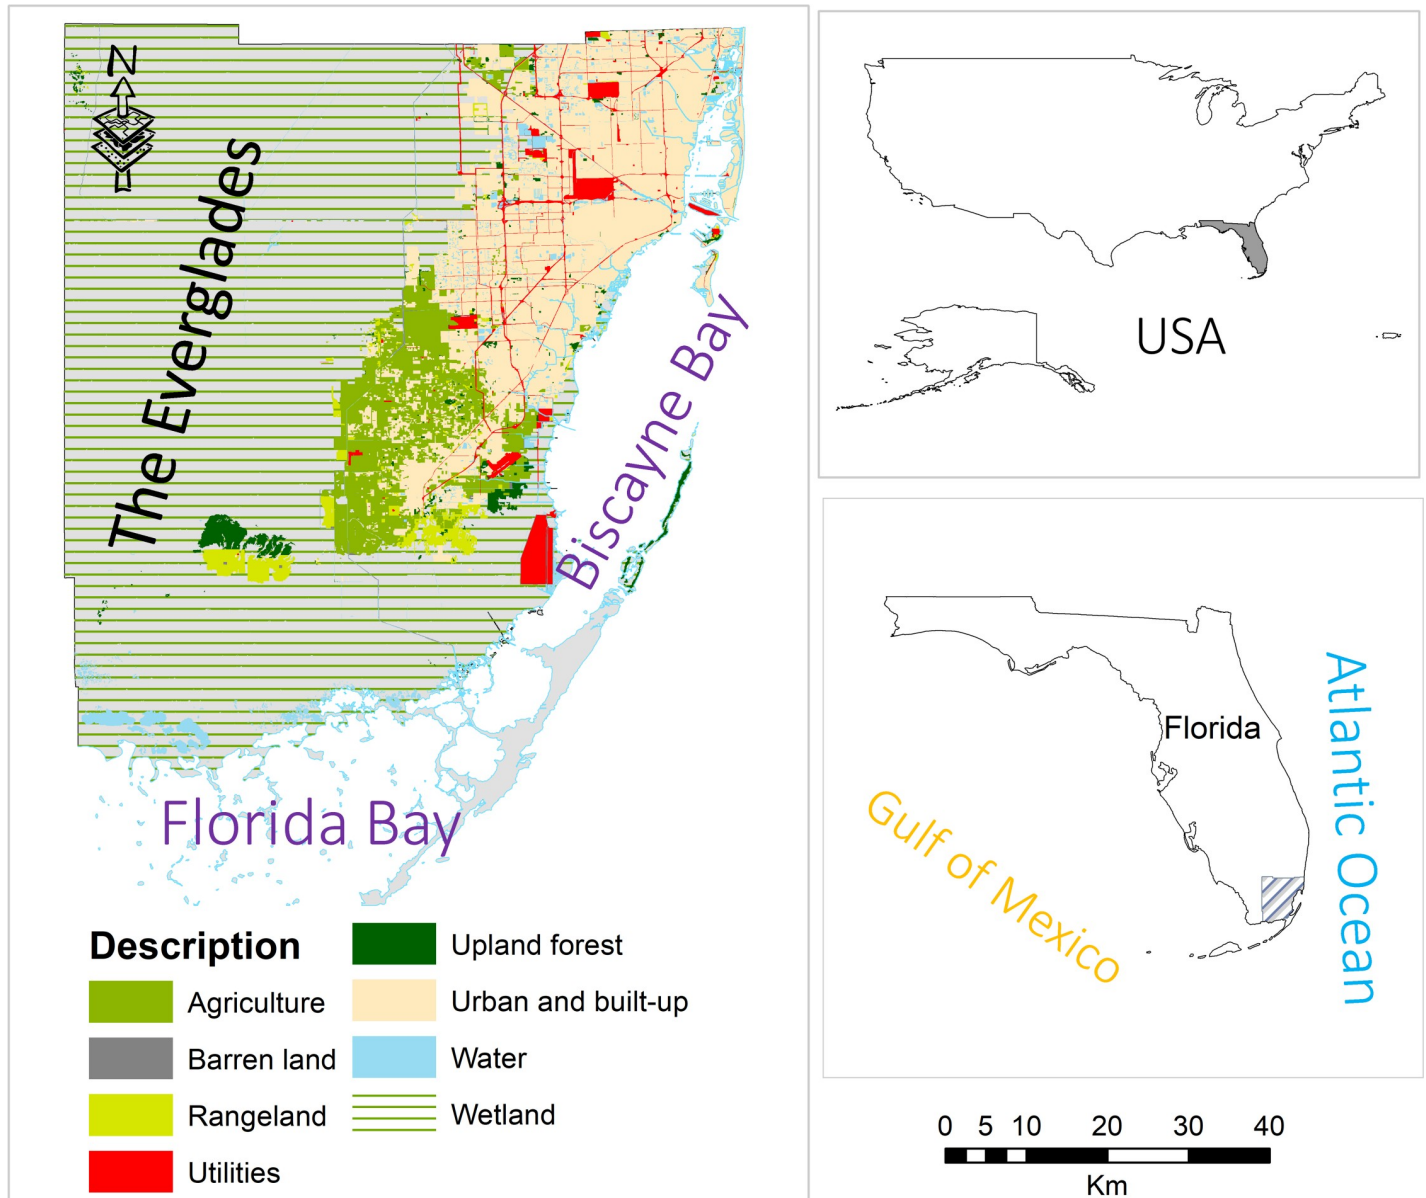 N
The Everglades
Biscayne Bay
Florida Bay
Description
Agriculture
Barren land
Rangeland
Utilities
Upland forest
Urban and built-up
Water
Wetland
USA
Florida
Gulf of Mexico
Atlantic Ocean
0 5 10 20 30 40
Km